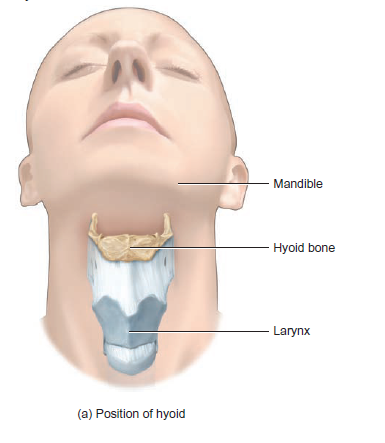 Mandible
Hyoid bone
Larynx
(a) Position of hyoid